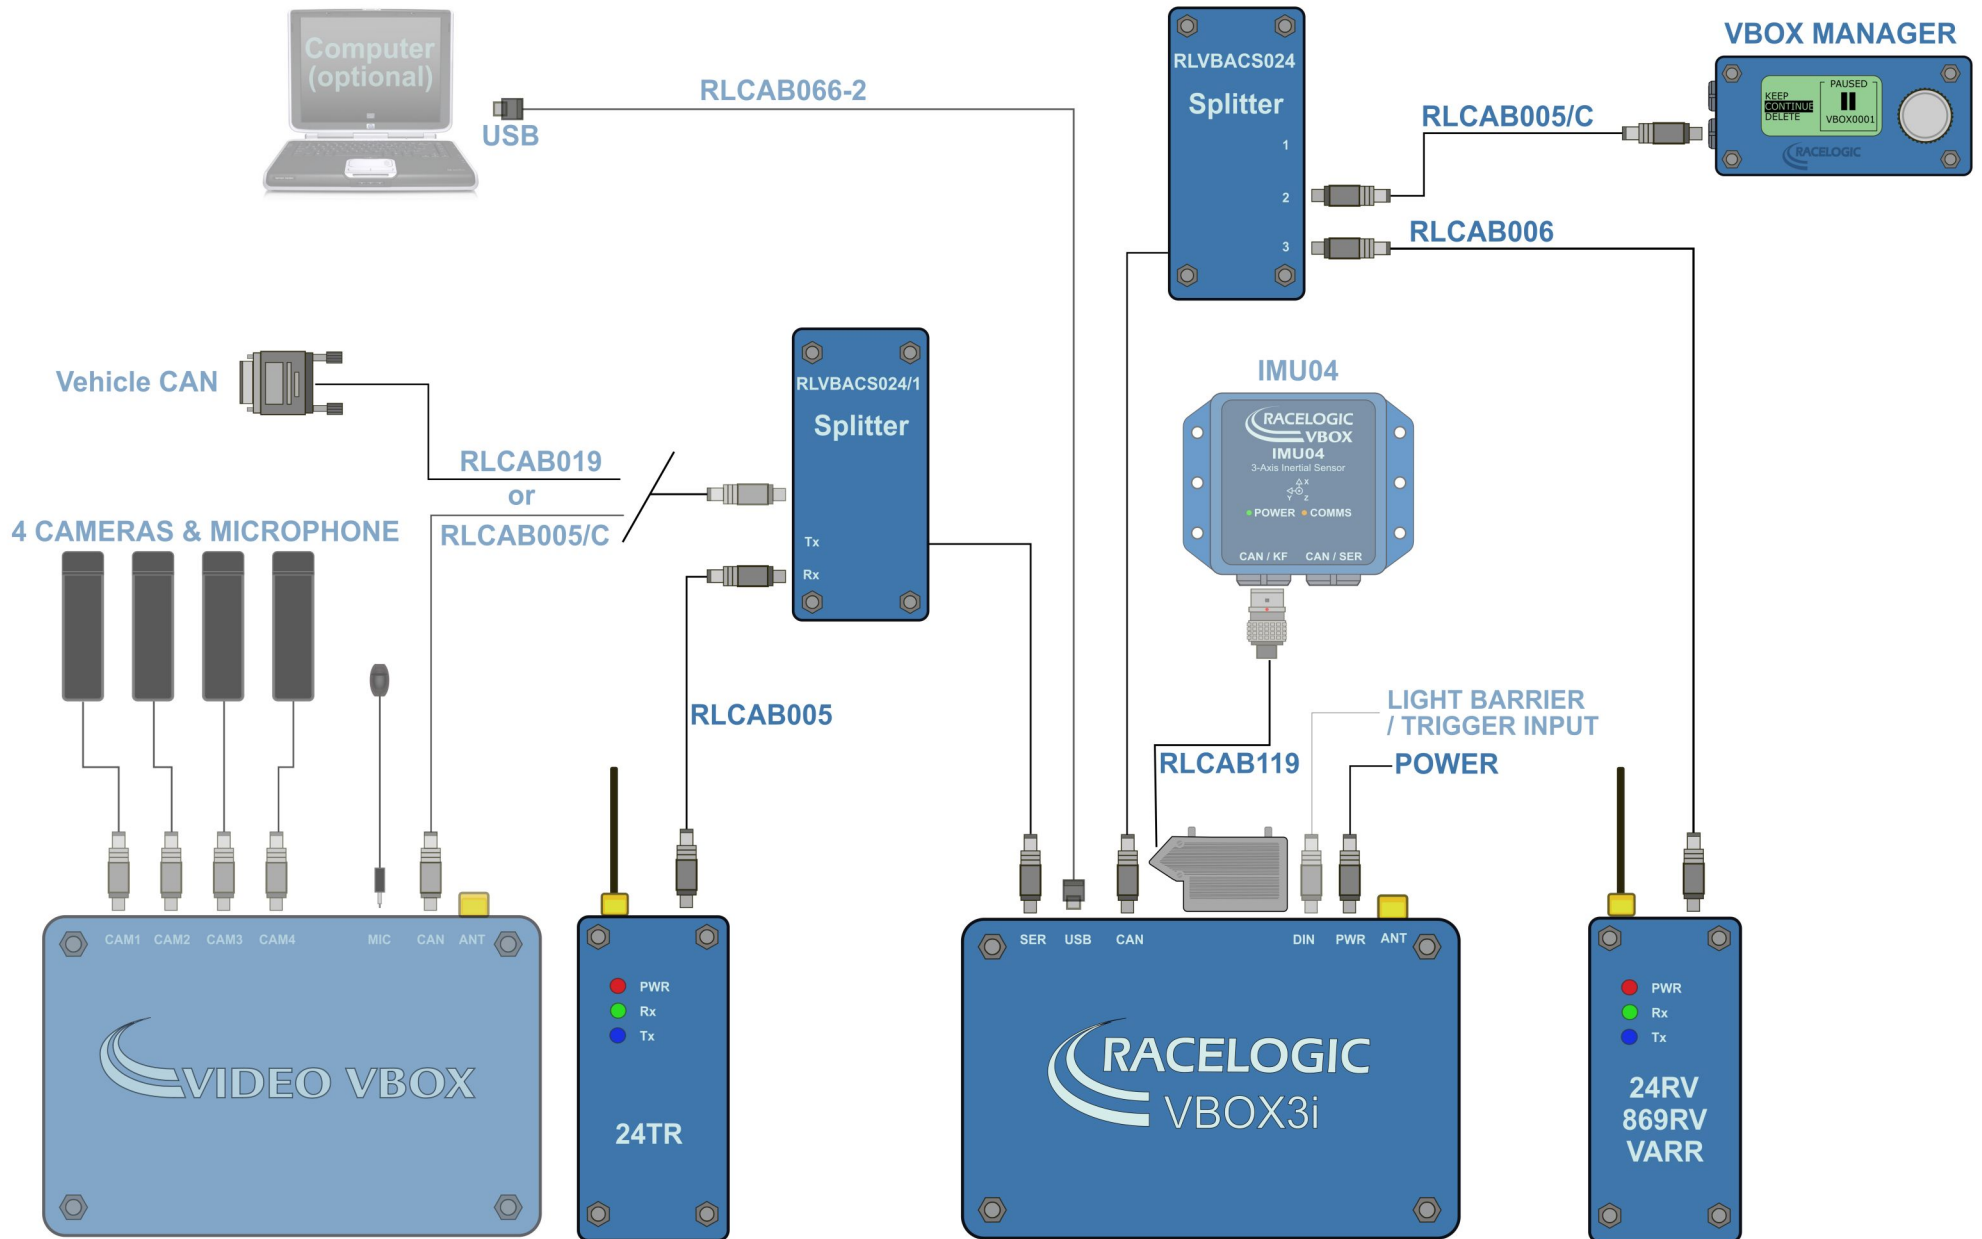 Computer
(optional)
USB
RLCAB066-2
RLVBACS024
Splitter
1
2
3
VBOX MANAGER
KEEP
CONTINUE
DELETE
PAUSED
VBOX0001
RACELOGIC
RLCAB005/C
RLCAB006
Vehicle CAN
RLCAB019
or
RLCAB005/C
RLVBACS024/1
Splitter
Tx
Rx
IMU04
RACELOGIC
VBOX
IMU04
3-Axis Inertial Sensor
X
Y
Z
POWER
COMMS
CAN / KF
CAN / SER
4 CAMERAS & MICROPHONE
RLCAB005
RLCAB119
LIGHT BARRIER
/ TRIGGER INPUT
POWER
CAM1 CAM2 CAM3 CAM4 MIC CAN ANT
VIDEO VBOX
PWR
Rx
Tx
24TR
SER USB CAN DIN PWR ANT
RACELOGIC
VBOX3i
PWR
Rx
Tx
24RV
869RV
VARR